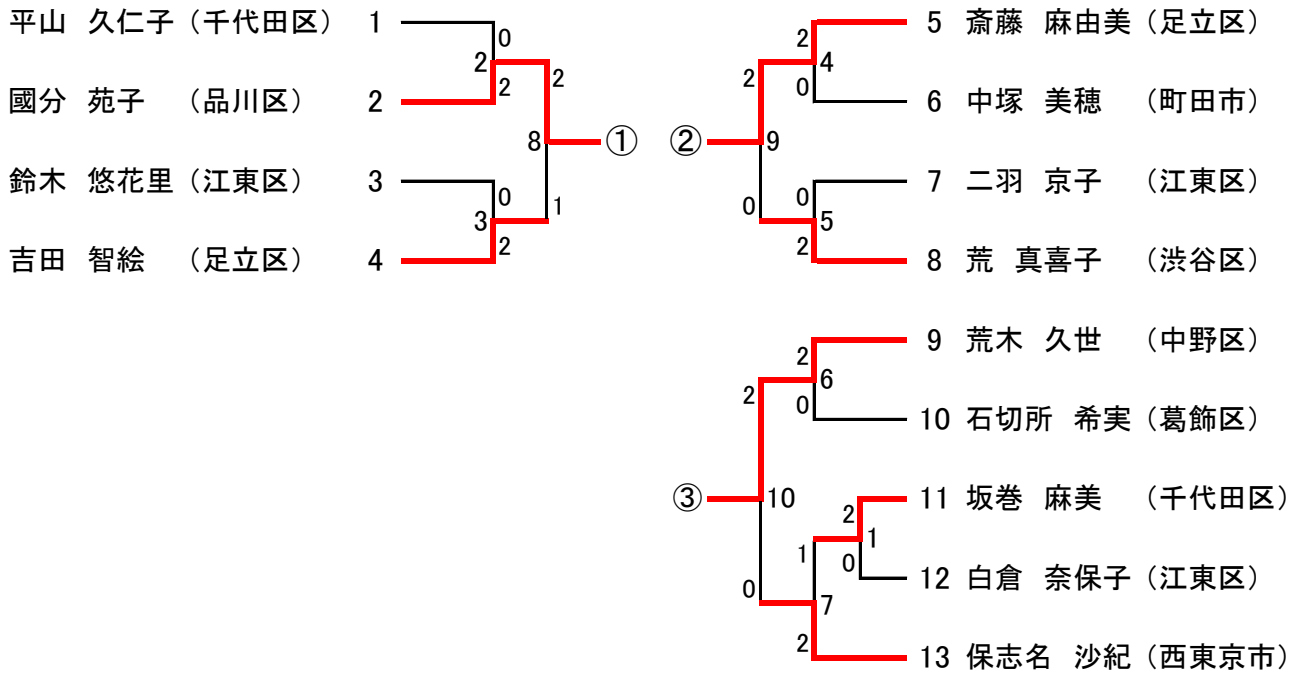 平山 久仁子（千代田区） 1
0
2
2
國分 苑子 （品川区） 2
2
8
①
鈴木 悠花里（江東区） 3
0
3
1
2
吉田 智絵 （足立区） 4
5 斎藤 麻由美（足立区）
2
4
2
0
6 中塚 美穂 （町田市）
②
9
7 二羽 京子 （江東区）
0
0
5
2
8 荒 真喜子 （渋谷区）
9 荒木 久世 （中野区）
2
6
2
0
10 石切所 希実（葛飾区）
③
10
11 坂巻 麻美 （千代田区）
2
1
1
0
12 白倉 奈保子（江東区）
0
7
2
13 保志名 沙紀（西東京市）